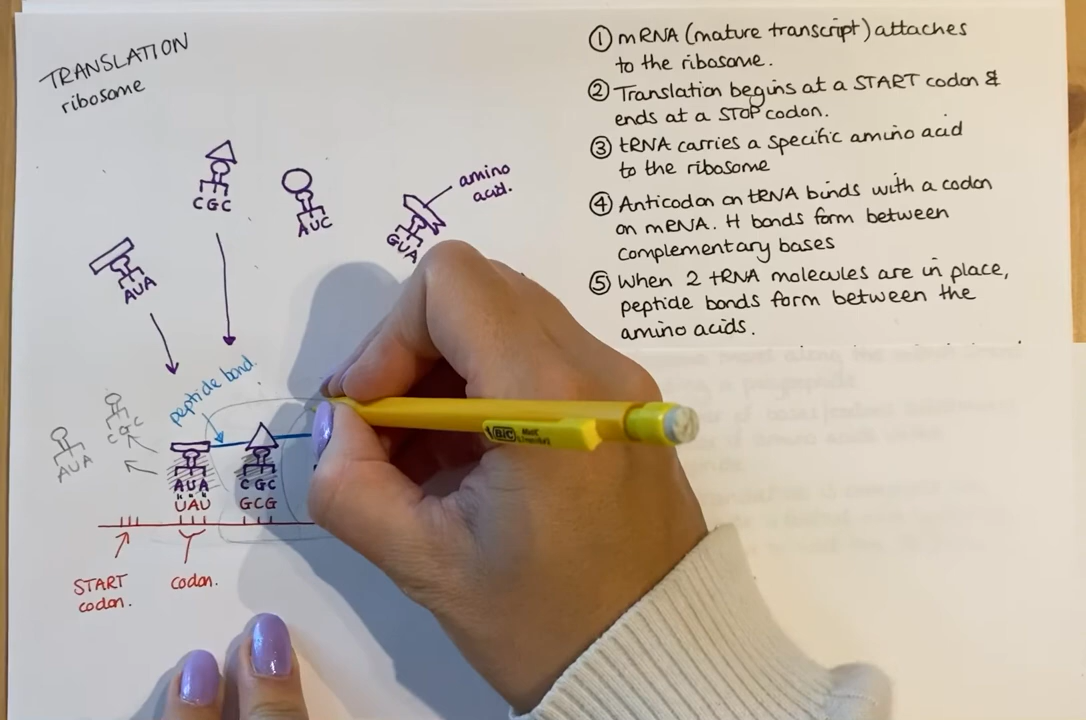 TRANSLATION
ribosome
① mRNA (mature transcript) attaches
to the ribosome.
② Translation begins at a START codon &
ends at a STOP codon.
③ tRNA carries a specific amino acid
to the ribosome
④ Anticodon on tRNA binds with a codon
on mRNA. H bonds form between
complementary bases
⑤ When 2 tRNA molecules are in place,
peptide bonds form between the
amino acids.
CGC
AUC
amino
acid.
GUA
AUA
peptide bond.
CGC
AUA
AUA
CGC
UAU
GCG
START
codon.
codon.
BIC